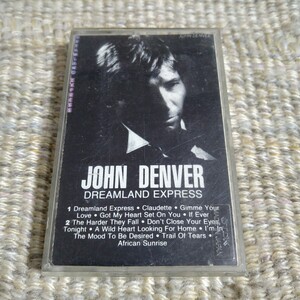 JOHN DENVER
DREAMLAND EXPRESS
1 Dreamland Express • Claudette • Gimme Your
Love • Got My Heart Set On You • If Ever
2 The Harder They Fall • Don't Close Your Eyes,
Tonight • A Wild Heart Looking For Home • I'm In
The Mood To Be Desired • Trail Of Tears •
African Sunrise